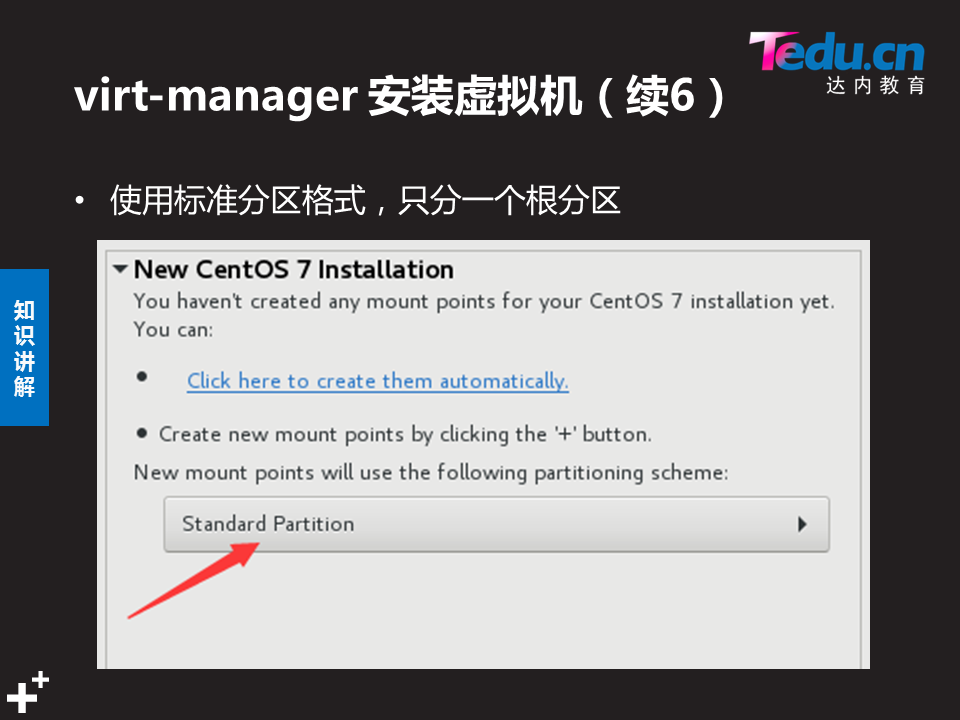 Tedu.cn
达内教育
virt-manager 安装虚拟机（续6）
• 使用标准分区格式，只分一个根分区
知识讲解
New CentOS 7 Installation
You haven't created any mount points for your CentOS 7 installation yet.
You can:
• Click here to create them automatically.
• Create new mount points by clicking the '+' button.
New mount points will use the following partitioning scheme:
Standard Partition